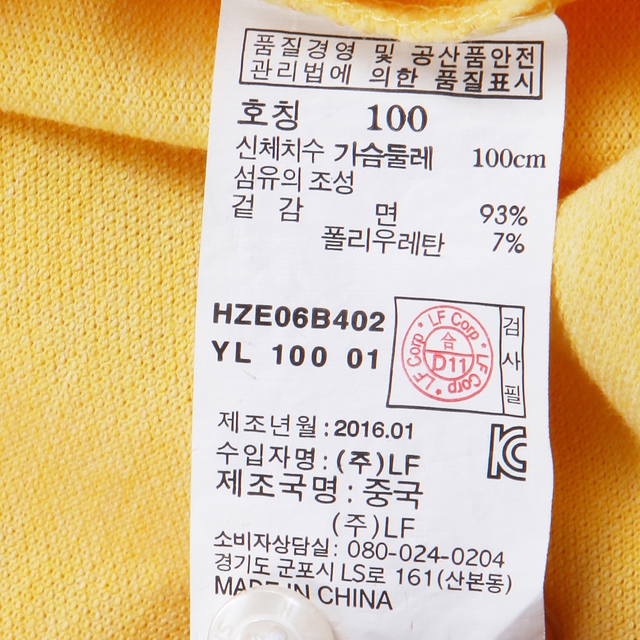 품질경영 및 공산품안전
관리법에 의한 품질표시
호칭 100
신체치수 가슴둘레 100cm
섬유의 조성
겉 감 면 93%
폴리우레탄 7%
HZE06B402
YL 100 01
LF Corp · LF Corp · LF Corp ·
合
D11
검사필
제조년월 : 2016.01
수입자명 : (주)LF
제조국명 : 중국
(주)LF
소비자상담실 : 080-024-0204
경기도 군포시 LS로 161(산본동)
MADE IN CHINA